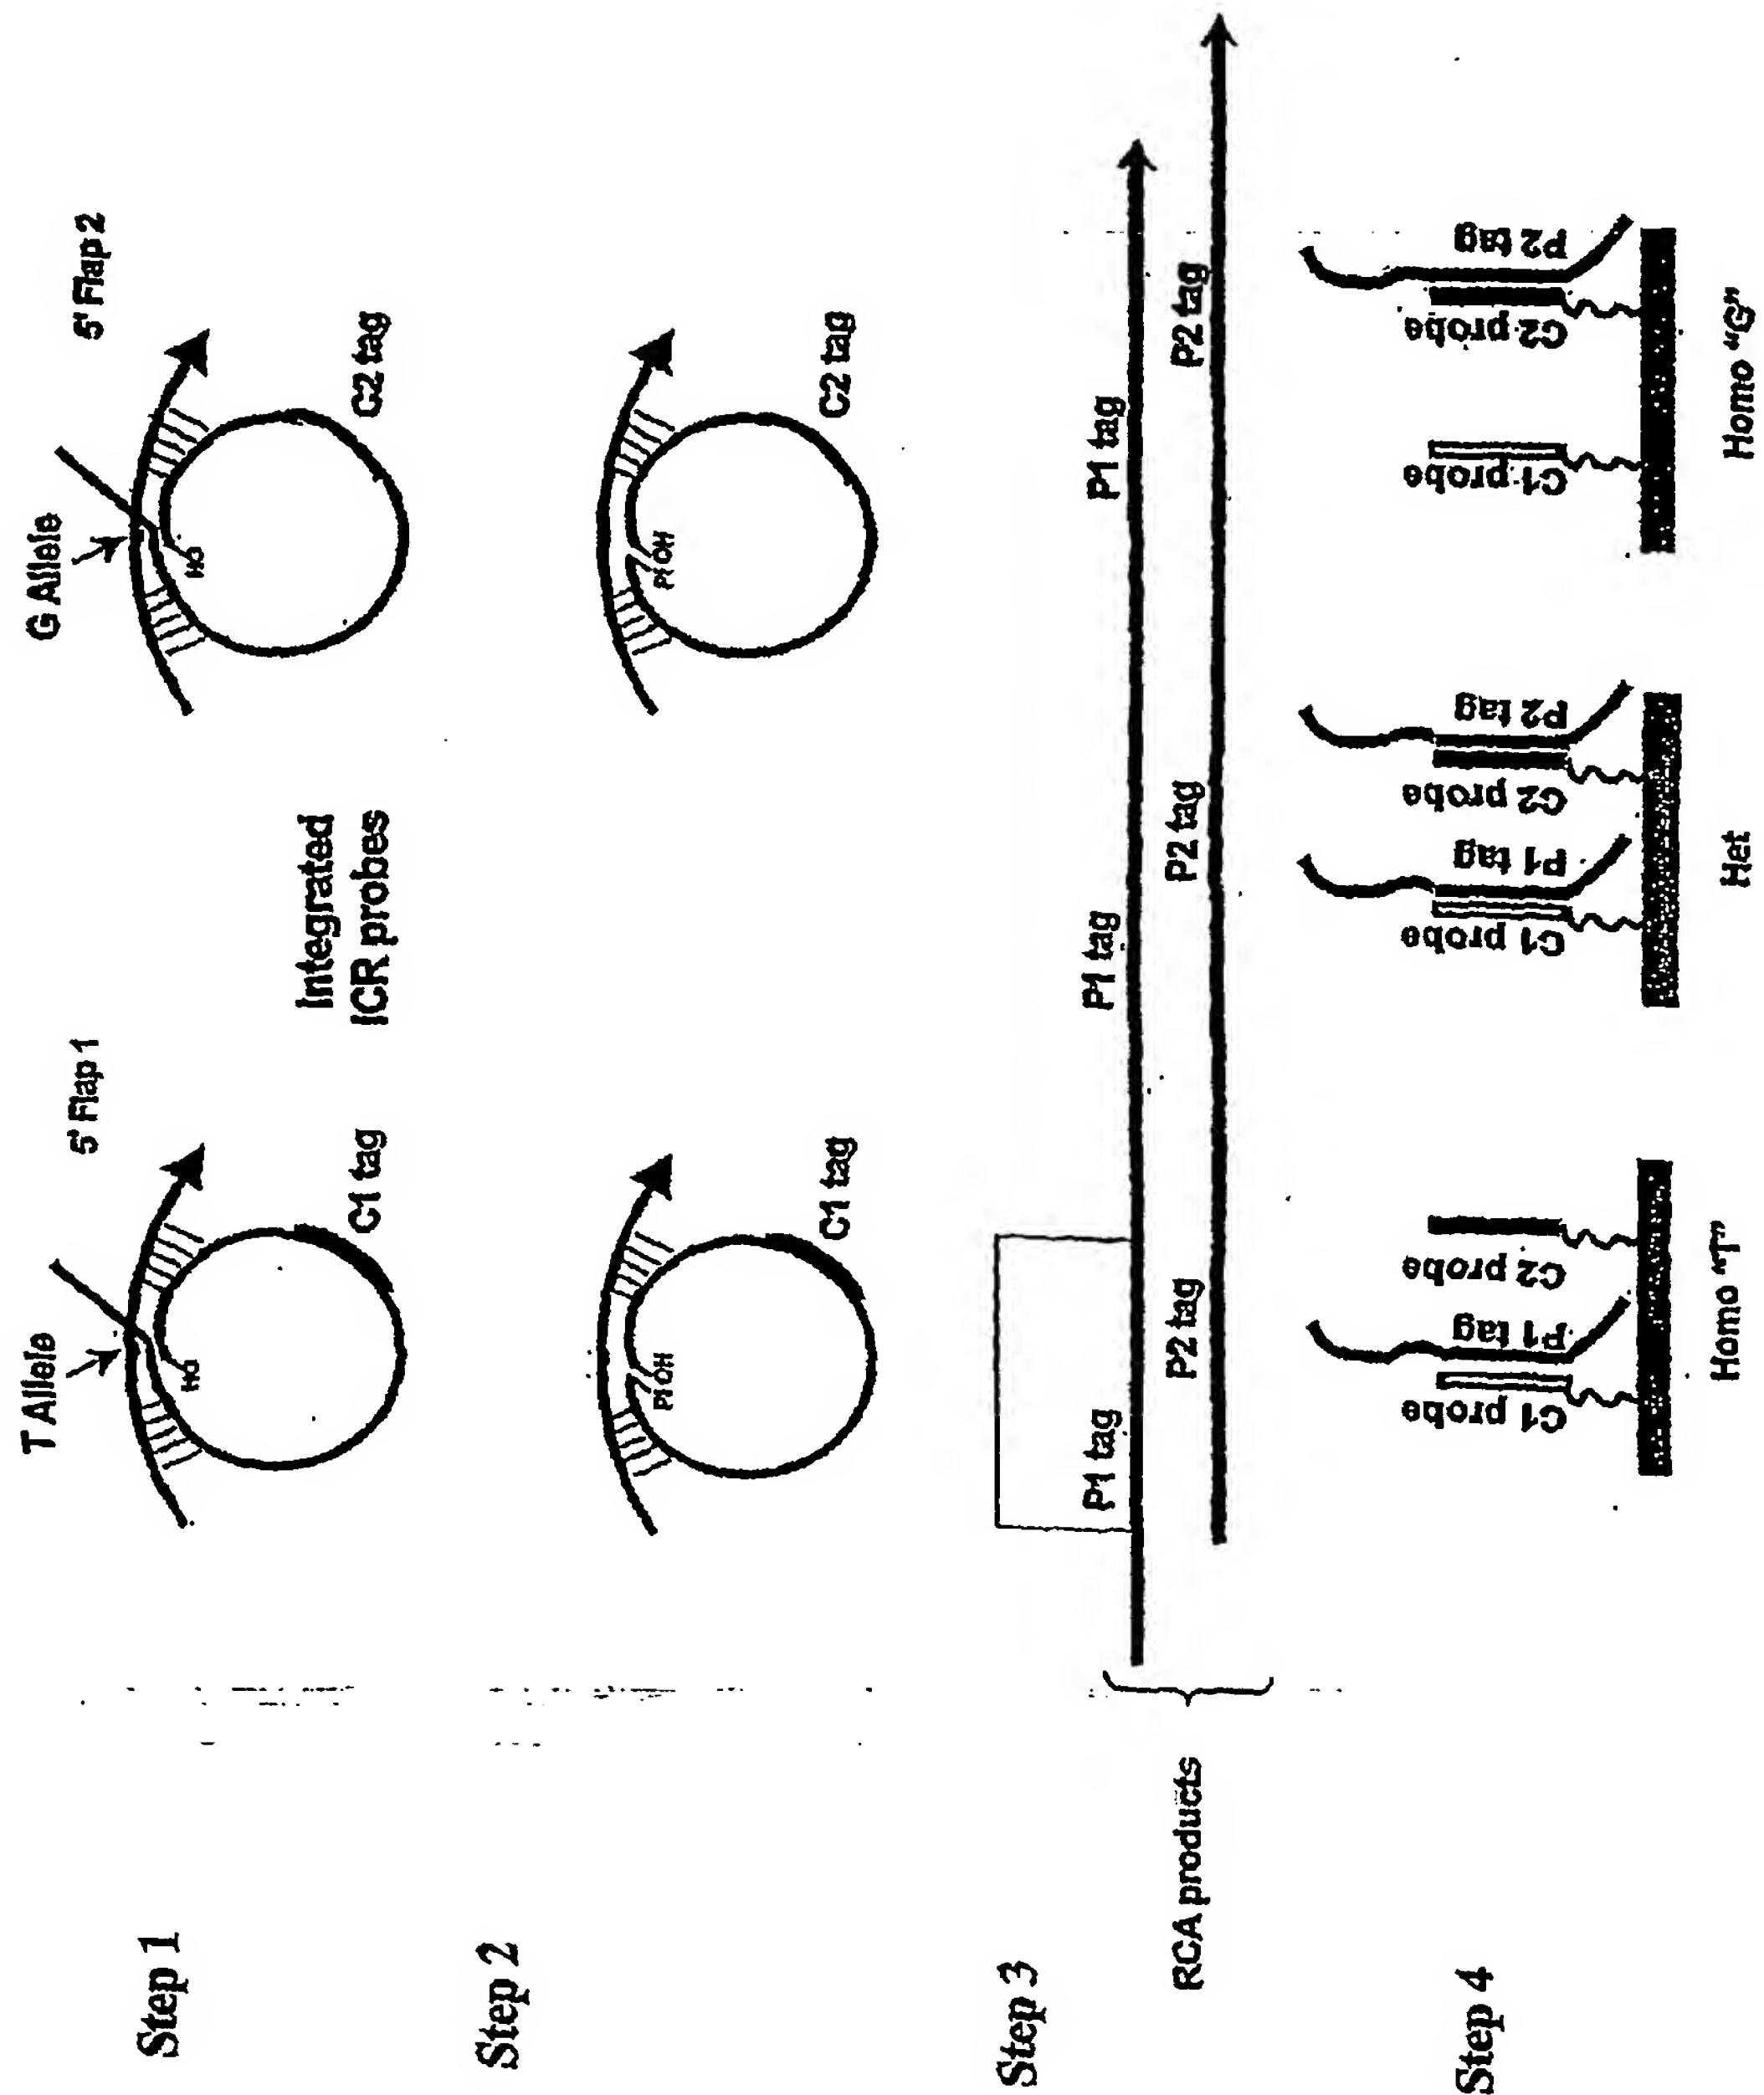 Step 1
T Allele
5' Flap 1
HO
C1 tag
G Allele
5' Flap 2
HO
C2 tag
Integrated
ICR probes
Step 2
Pi OH
C1 tag
Pi OH
C2 tag
Step 3
P1 tag
P1 tag
P1 tag
RCA products
P2 tag
P2 tag
P2 tag
Step 4
C1 probe
P1 tag
C2 probe
C1 probe
P1 tag
C2 probe
P2 tag
C1 probe
C2 probe
P2 tag
Homo "T"
Het
Homo "G"